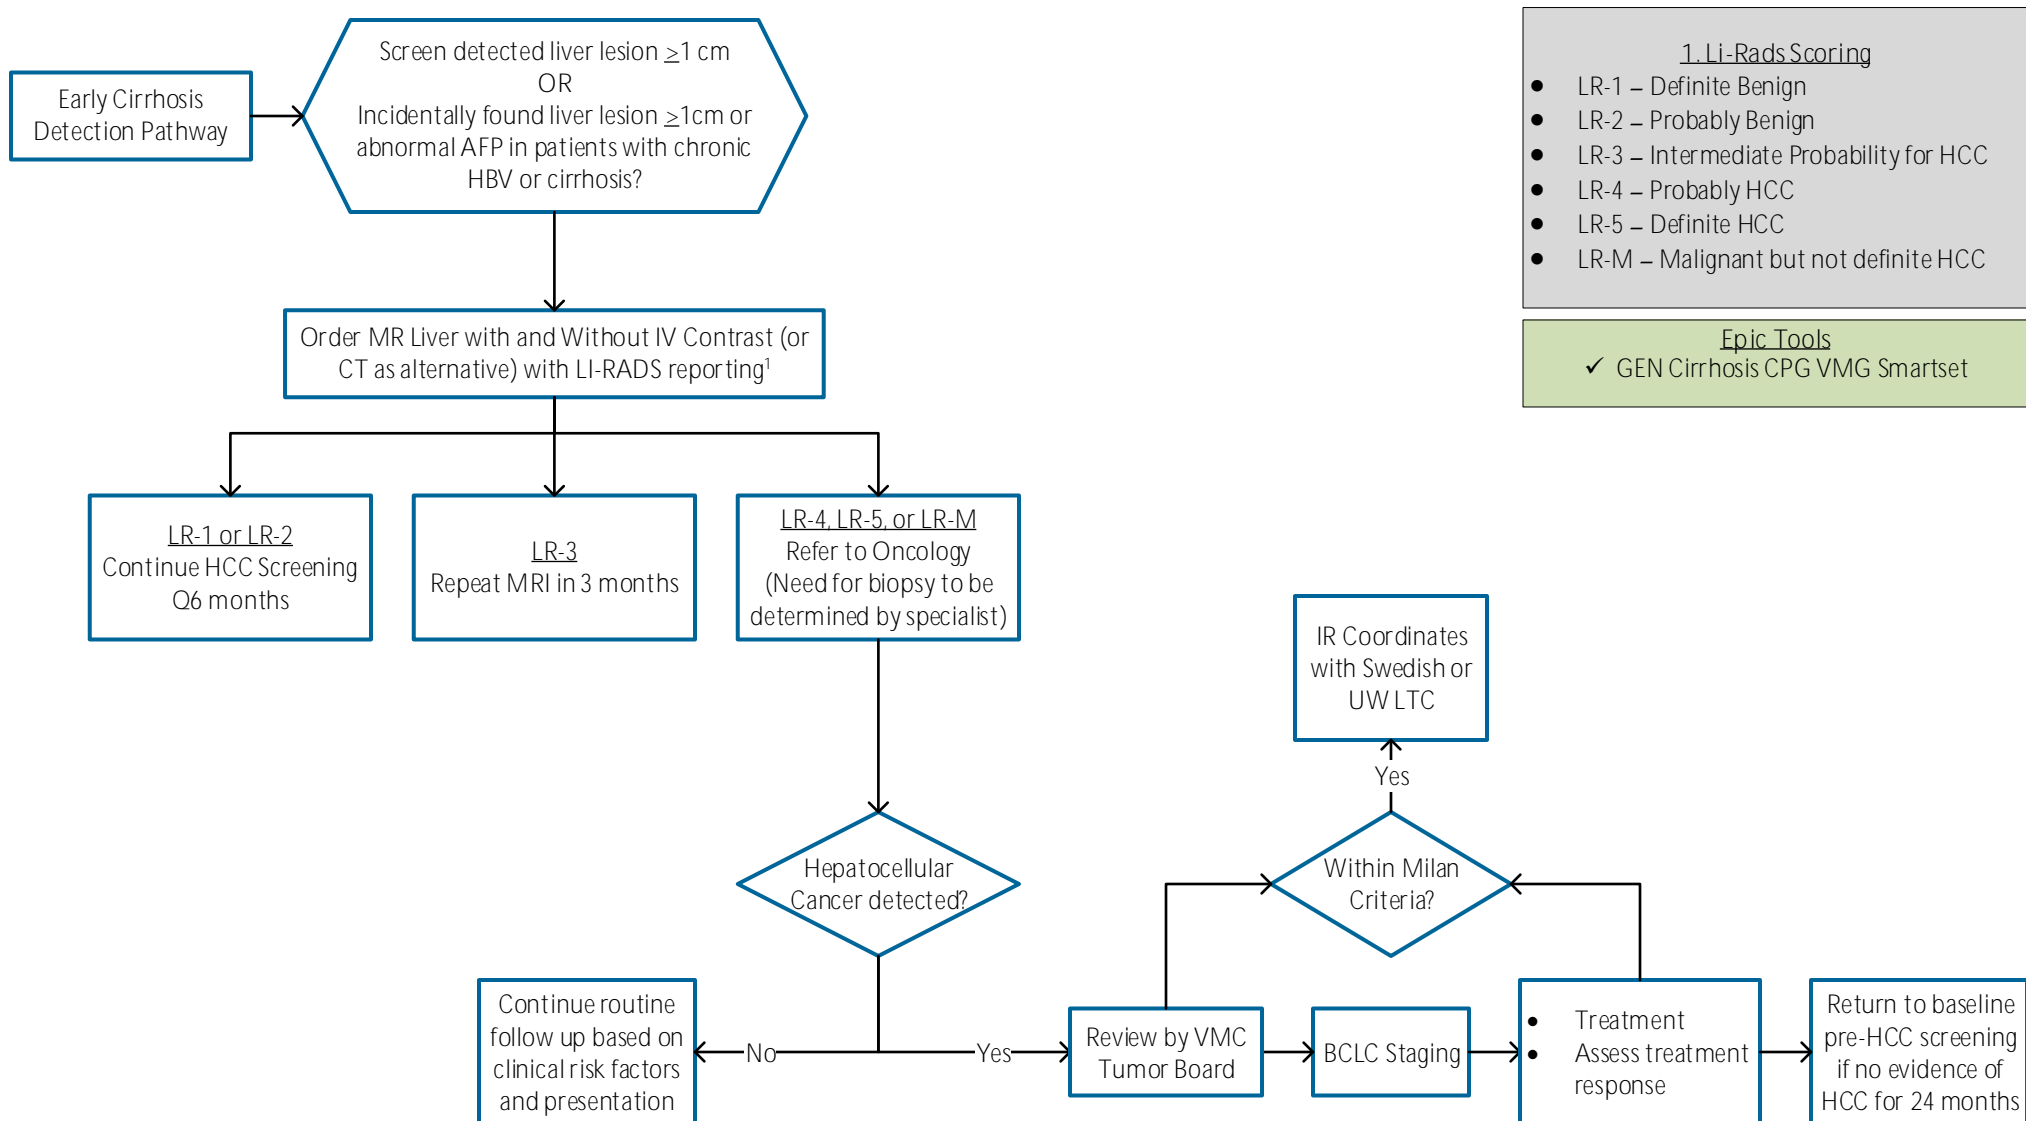 Early Cirrhosis
Detection Pathway
Screen detected liver lesion ≥1 cm
OR
Incidentally found liver lesion ≥1cm or
abnormal AFP in patients with chronic
HBV or cirrhosis?
1. Li-Rads Scoring
• LR-1 – Definite Benign
• LR-2 – Probably Benign
• LR-3 – Intermediate Probability for HCC
• LR-4 – Probably HCC
• LR-5 – Definite HCC
• LR-M – Malignant but not definite HCC
Epic Tools
✓ GEN Cirrhosis CPG VMG Smartset
Order MR Liver with and Without IV Contrast (or
CT as alternative) with LI-RADS reporting¹
LR-1 or LR-2
Continue HCC Screening
Q6 months
LR-3
Repeat MRI in 3 months
LR-4, LR-5, or LR-M
Refer to Oncology
(Need for biopsy to be
determined by specialist)
IR Coordinates
with Swedish or
UW LTC
Yes
Hepatocellular
Cancer detected?
Within Milan
Criteria?
Continue routine
follow up based on
clinical risk factors
and presentation
No
Yes
Review by VMC
Tumor Board
BCLC Staging
• Treatment
• Assess treatment
response
Return to baseline
pre-HCC screening
if no evidence of
HCC for 24 months